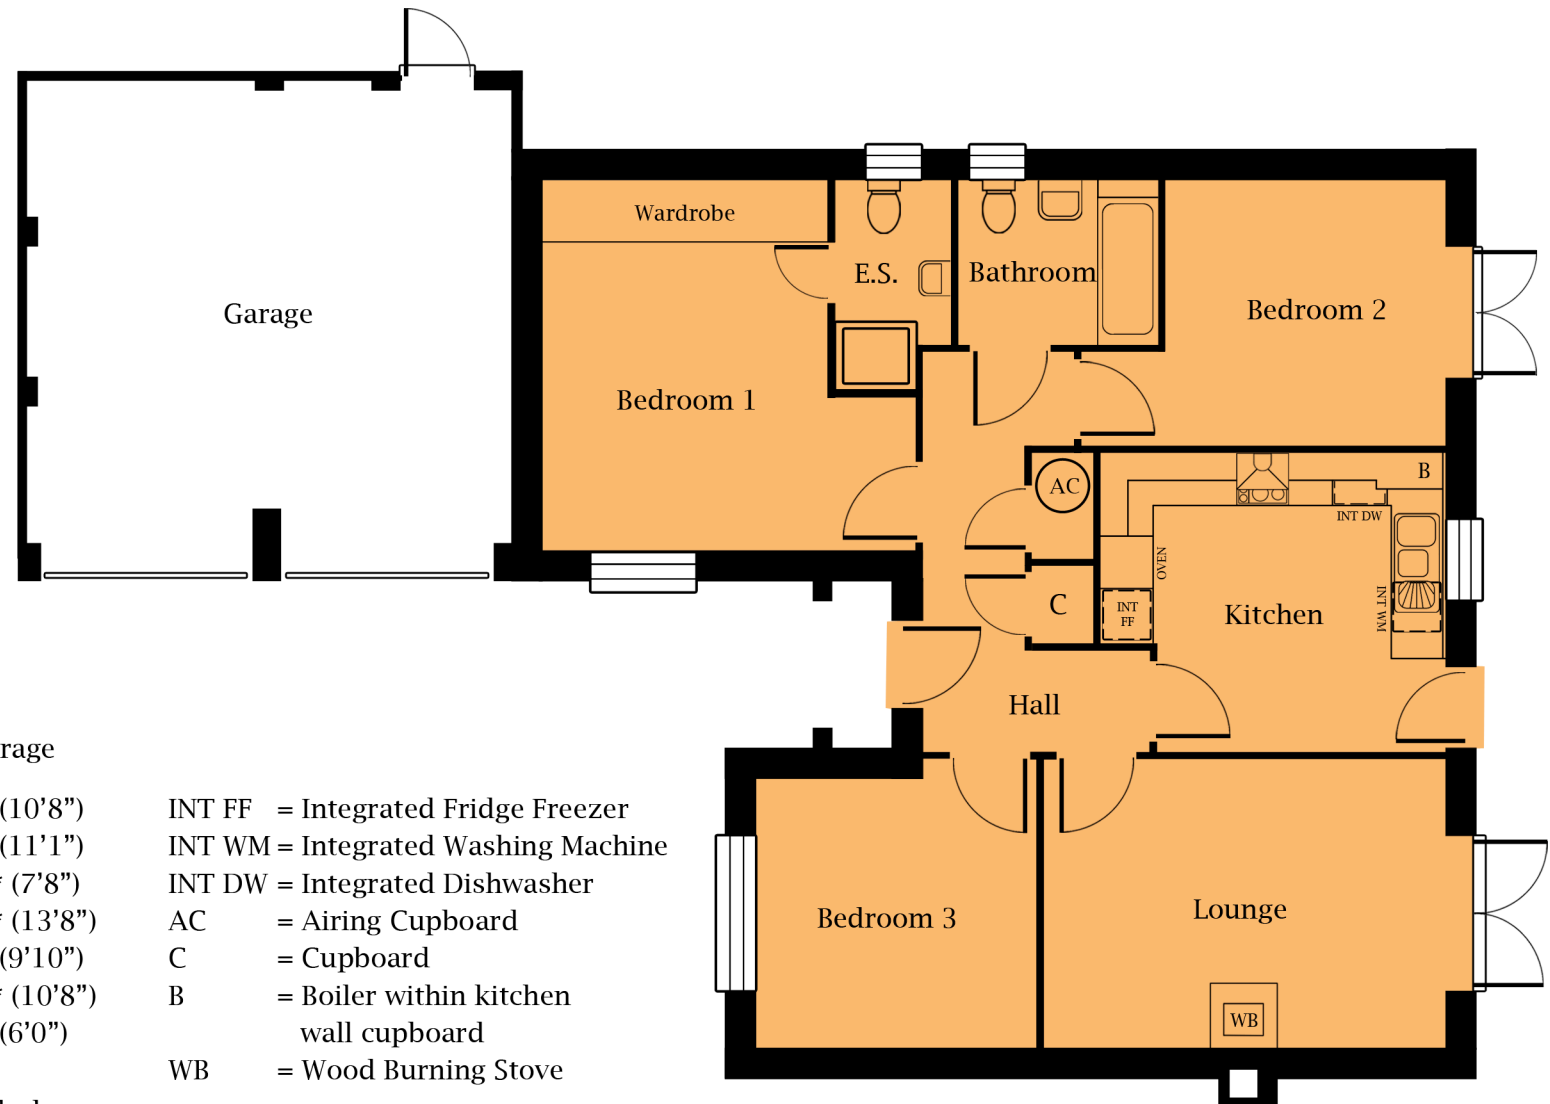 Wardrobe
E.S.
Bathroom
Bedroom 2
Garage
Bedroom 1
AC
B
INT DW
OVEN
INT
FF
C
Kitchen
INT WM
Hall
Bedroom 3
Lounge
WB
rage
(10’8”) INT FF = Integrated Fridge Freezer
(11’1”) INT WM = Integrated Washing Machine
(7’8”) INT DW = Integrated Dishwasher
(13’8”) AC = Airing Cupboard
(9’10”) C = Cupboard
(10’8”) B = Boiler within kitchen
(6’0”) wall cupboard
WB = Wood Burning Stove